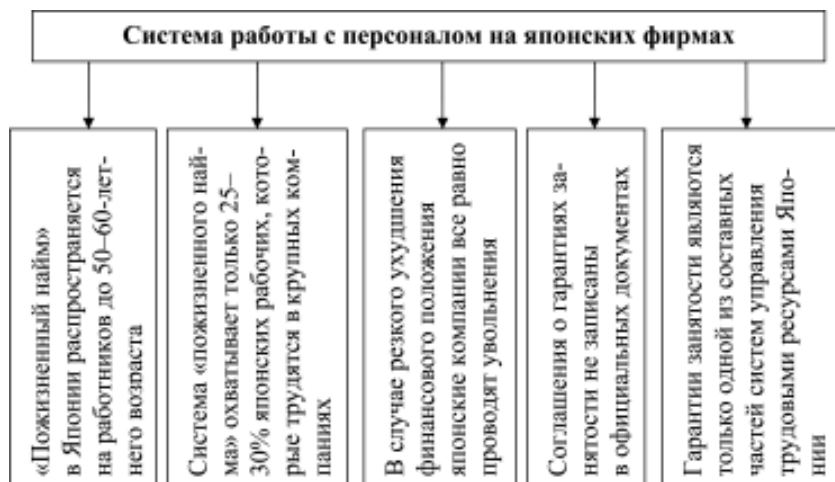 Система работы с персоналом на японских фирмах
«Пожизненный найм»
в Японии распространяется
на работников до 50–60-лет-
него возраста
Система «пожизненного най-
ма» охватывает только 25–
30% японских рабочих, кото-
рые трудятся в крупных ком-
паниях
В случае резкого ухудшения
финансового положения
японские компании все равно
проводят увольнения
Соглашения о гарантиях за-
нятости не записаны
в официальных документах
Гарантии занятости являются
только одной из составных
частей систем управления
трудовыми ресурсами Япо-
нии